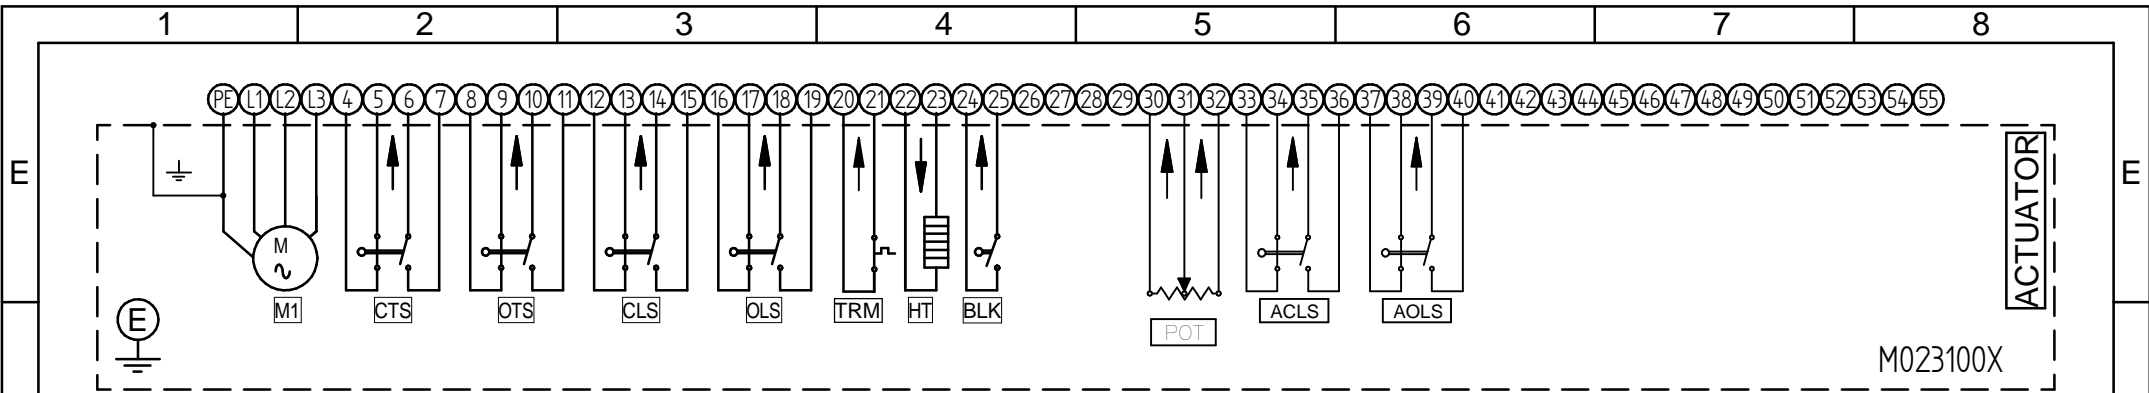 1 2 3 4 5 6 7 8
PE L1 L2 L3 4 5 6 7 8 9 10 11 12 13 14 15 16 17 18 19 20 21 22 23 24 25 26 27 28 29 30 31 32 33 34 35 36 37 38 39 40 41 42 43 44 45 46 47 48 49 50 51 52 53 54 55
E E
ACTUATOR
M
M1 CTS OTS CLS OLS TRM HT BLK ACLS AOLS
E
POT
M023100X